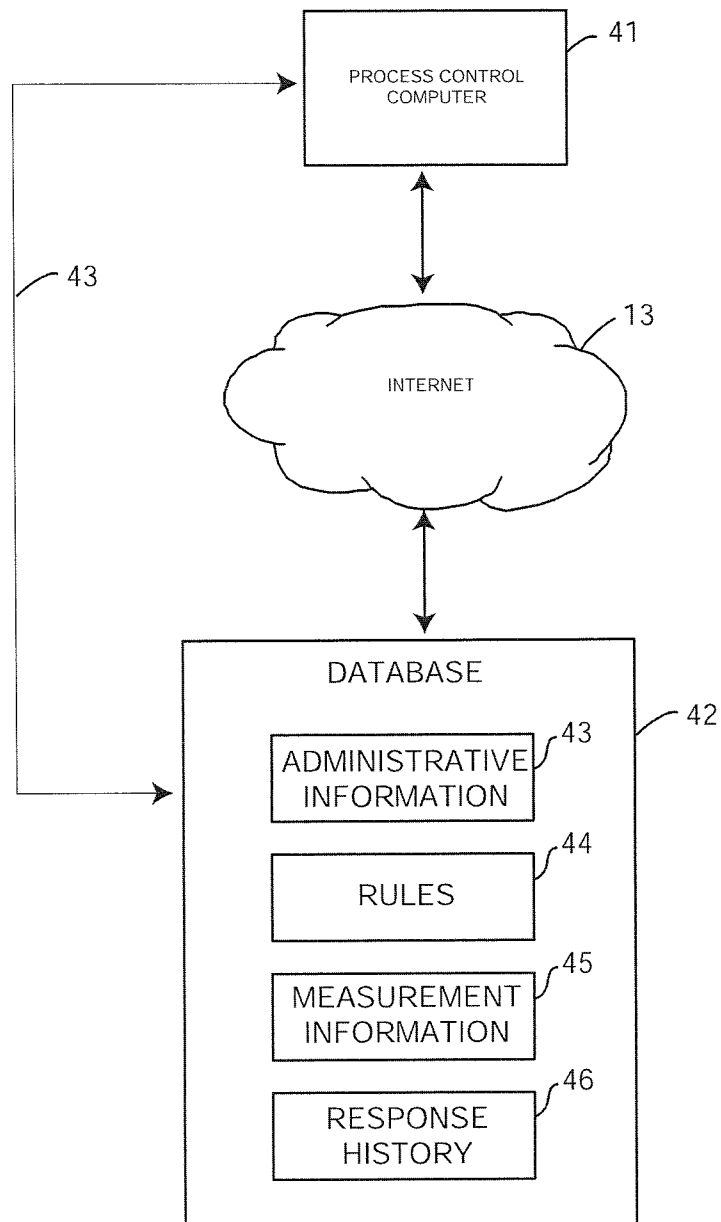 41
PROCESS CONTROL
COMPUTER
43
13
INTERNET
DATABASE
42
43
ADMINISTRATIVE
INFORMATION
44
RULES
45
MEASUREMENT
INFORMATION
46
RESPONSE
HISTORY